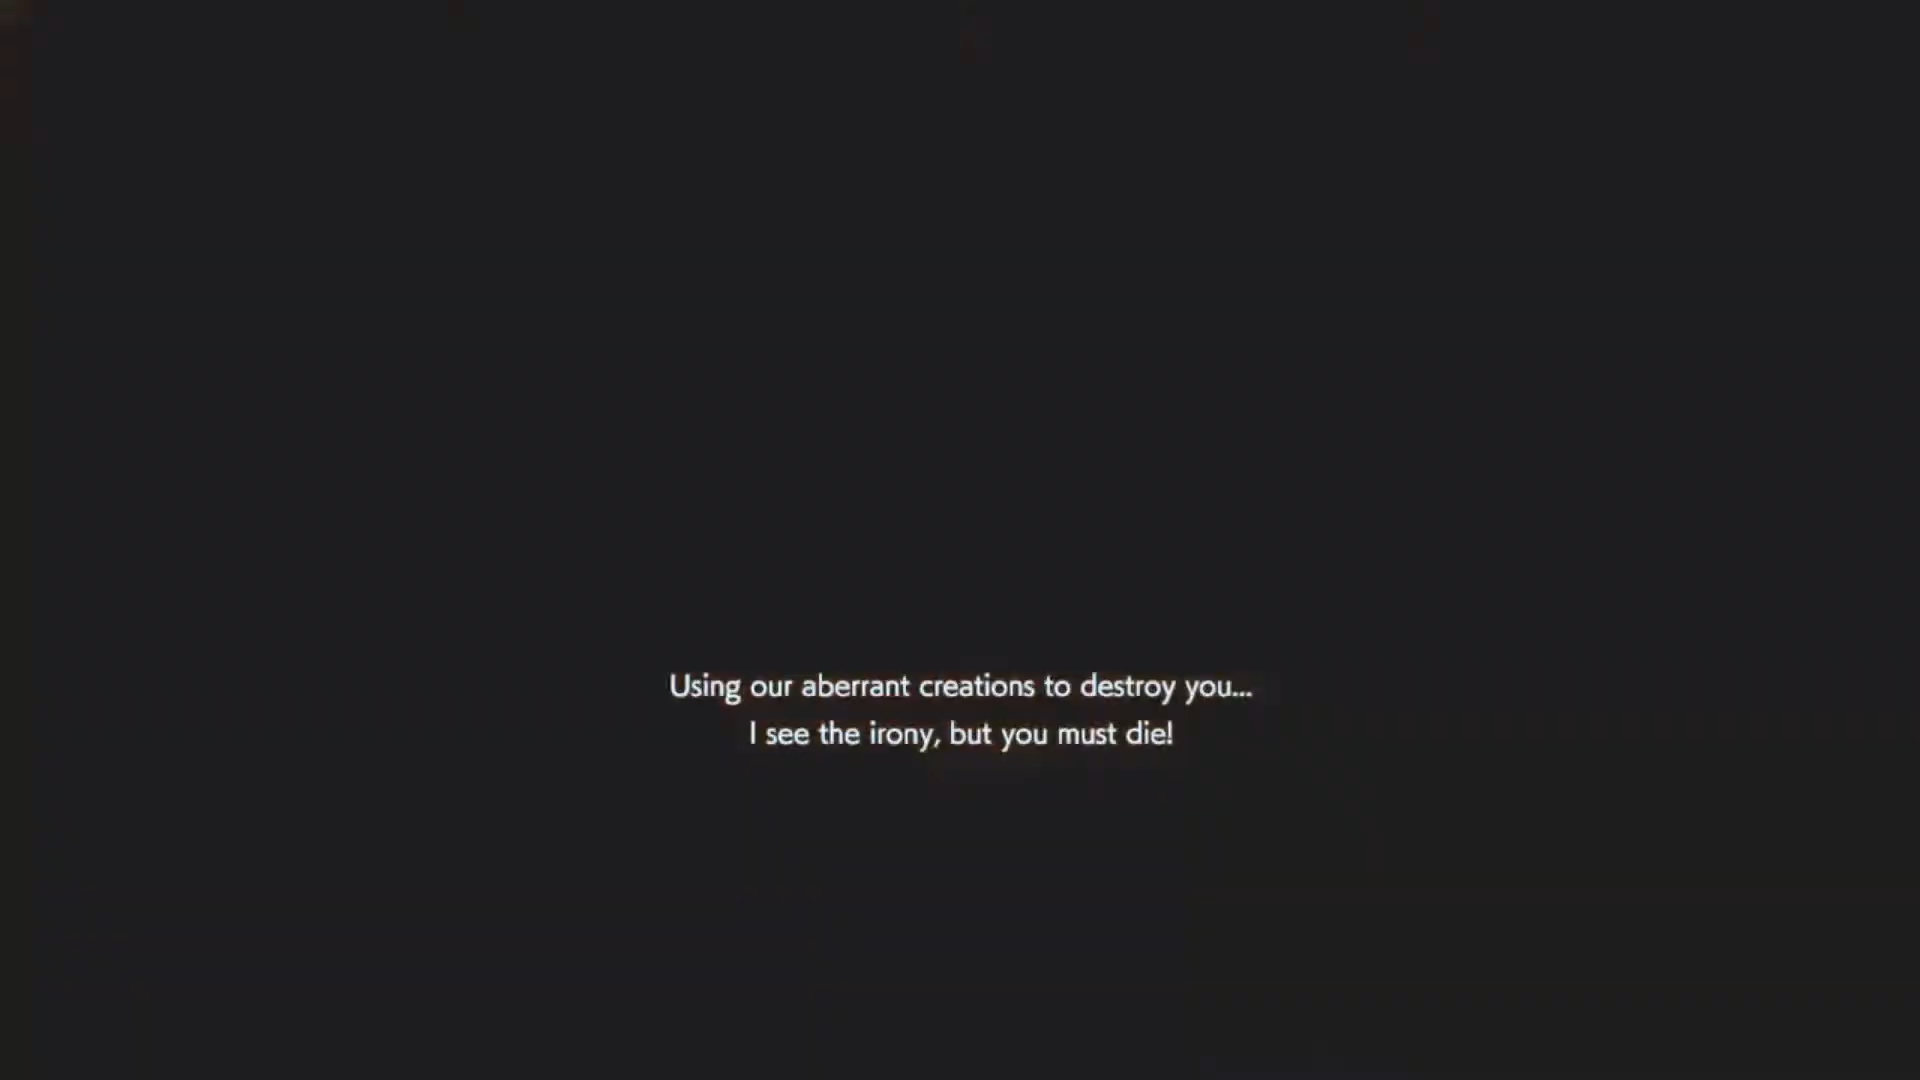 Using our aberrant creations to destroy you...
I see the irony, but you must die!